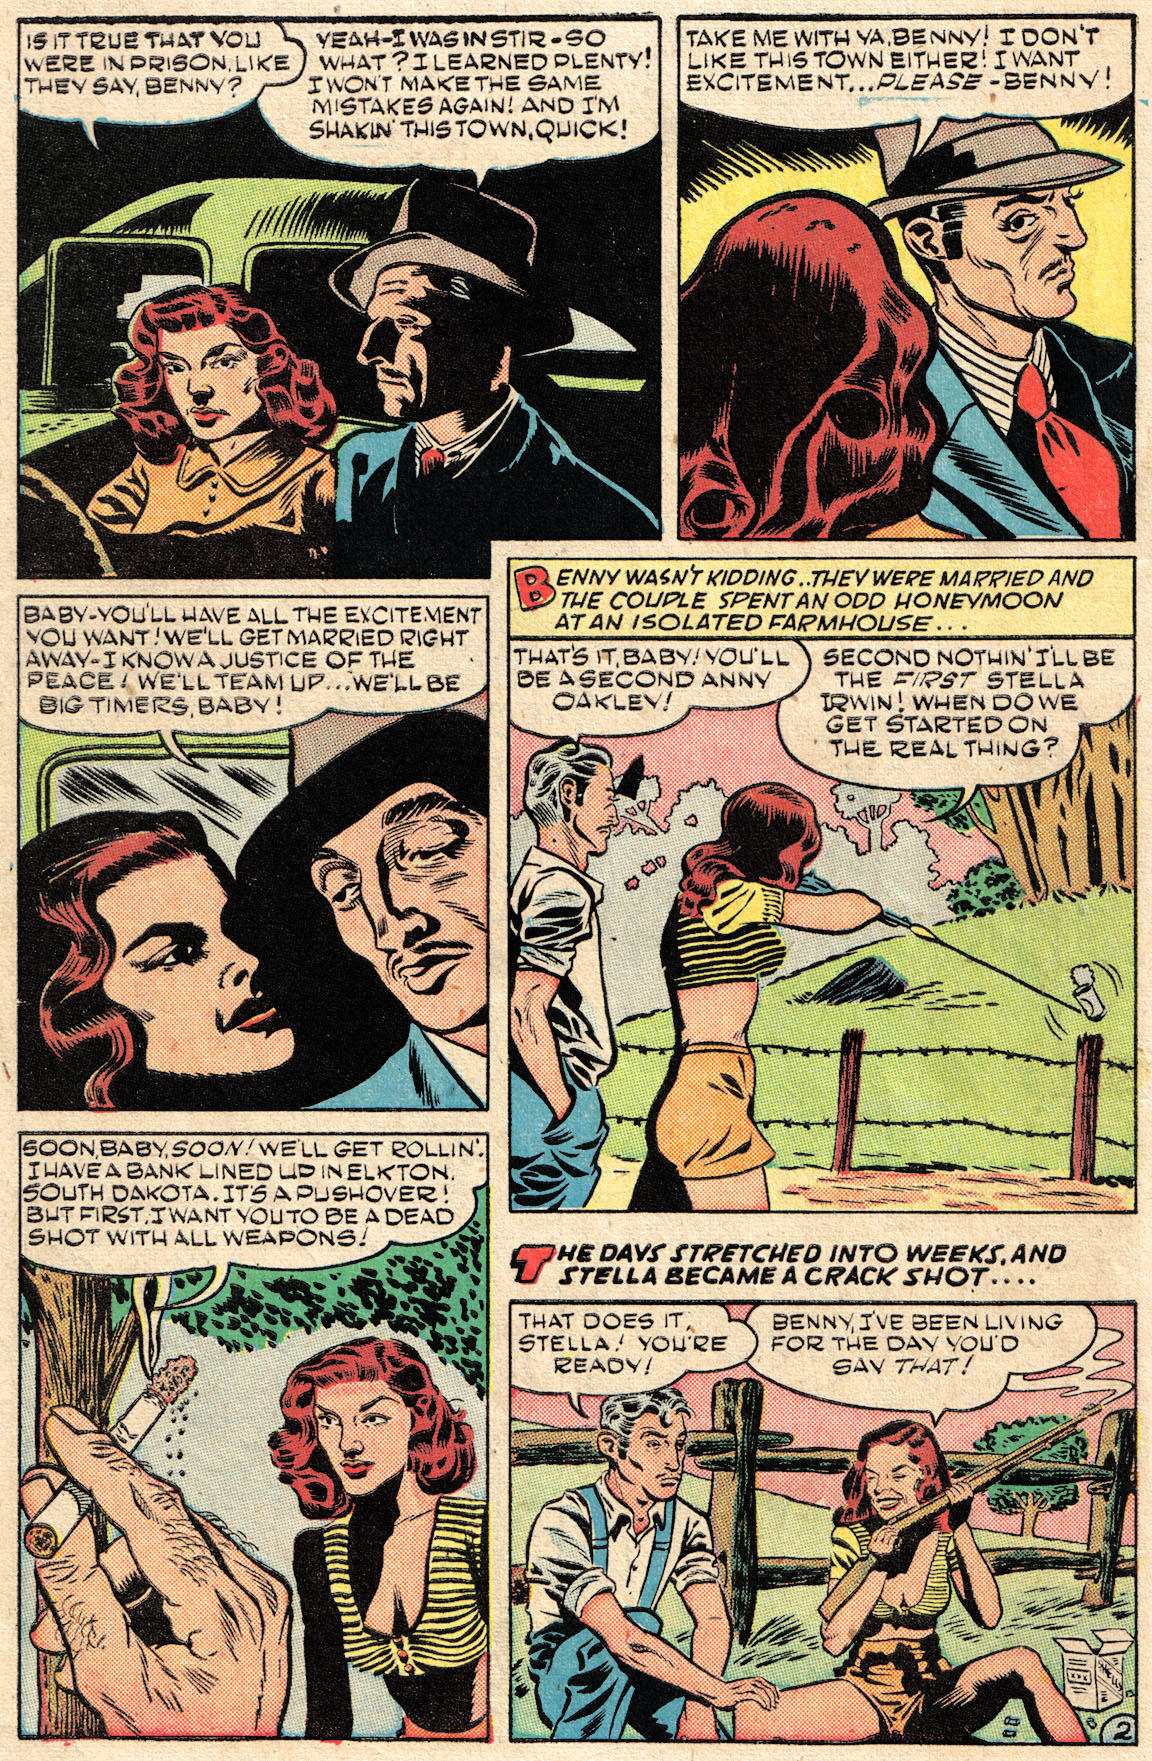 IS IT TRUE THAT YOU
WERE IN PRISON, LIKE
THEY SAY, BENNY?
YEAH-I WAS IN STIR-SO
WHAT? I LEARNED PLENTY!
I WON'T MAKE THE SAME
MISTAKES AGAIN! AND I'M
SHAKIN' THIS TOWN, QUICK!
TAKE ME WITH YA, BENNY! I DON'T
LIKE THIS TOWN EITHER! I WANT
EXCITEMENT...PLEASE-BENNY!
BABY-YOU'LL HAVE ALL THE EXCITEMENT
YOU WANT! WE'LL GET MARRIED RIGHT
AWAY-I KNOW A JUSTICE OF THE
PEACE! WE'LL TEAM UP...WE'LL BE
BIG TIMERS, BABY!
BENNY WASN'T KIDDING..THEY WERE MARRIED AND
THE COUPLE SPENT AN ODD HONEYMOON
AT AN ISOLATED FARMHOUSE...
THAT'S IT, BABY! YOU'LL
BE A SECOND ANNY
OAKLEY!
SECOND NOTHIN' I'LL BE
THE FIRST STELLA
IRWIN! WHEN DO WE
GET STARTED ON
THE REAL THING?
SOON, BABY, SOON! WE'LL GET ROLLIN'.
I HAVE A BANK LINED UP IN ELKTON,
SOUTH DAKOTA. IT'S A PUSHOVER!
BUT FIRST, I WANT YOU TO BE A DEAD
SHOT WITH ALL WEAPONS!
THE DAYS STRETCHED INTO WEEKS, AND
STELLA BECAME A CRACK SHOT....
THAT DOES IT,
STELLA! YOU'RE
READY!
BENNY, I'VE BEEN LIVING
FOR THE DAY YOU'D
SAY THAT!
2